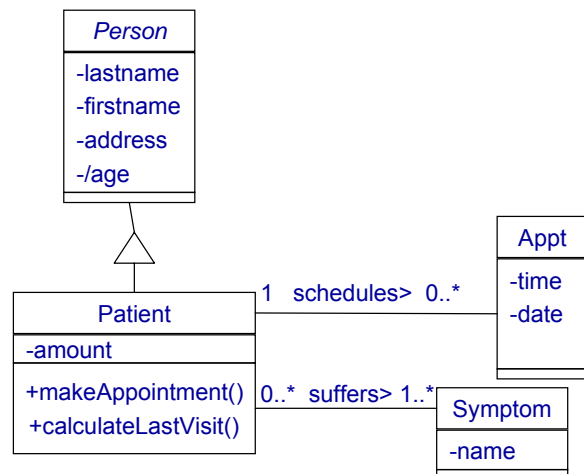 Person
-lastname
-firstname
-address
-/age
Appt
-time
-date
1 schedules> 0..*
Patient
-amount
+makeAppointment()
+calculateLastVisit()
0..* suffers> 1..*
Symptom
-name